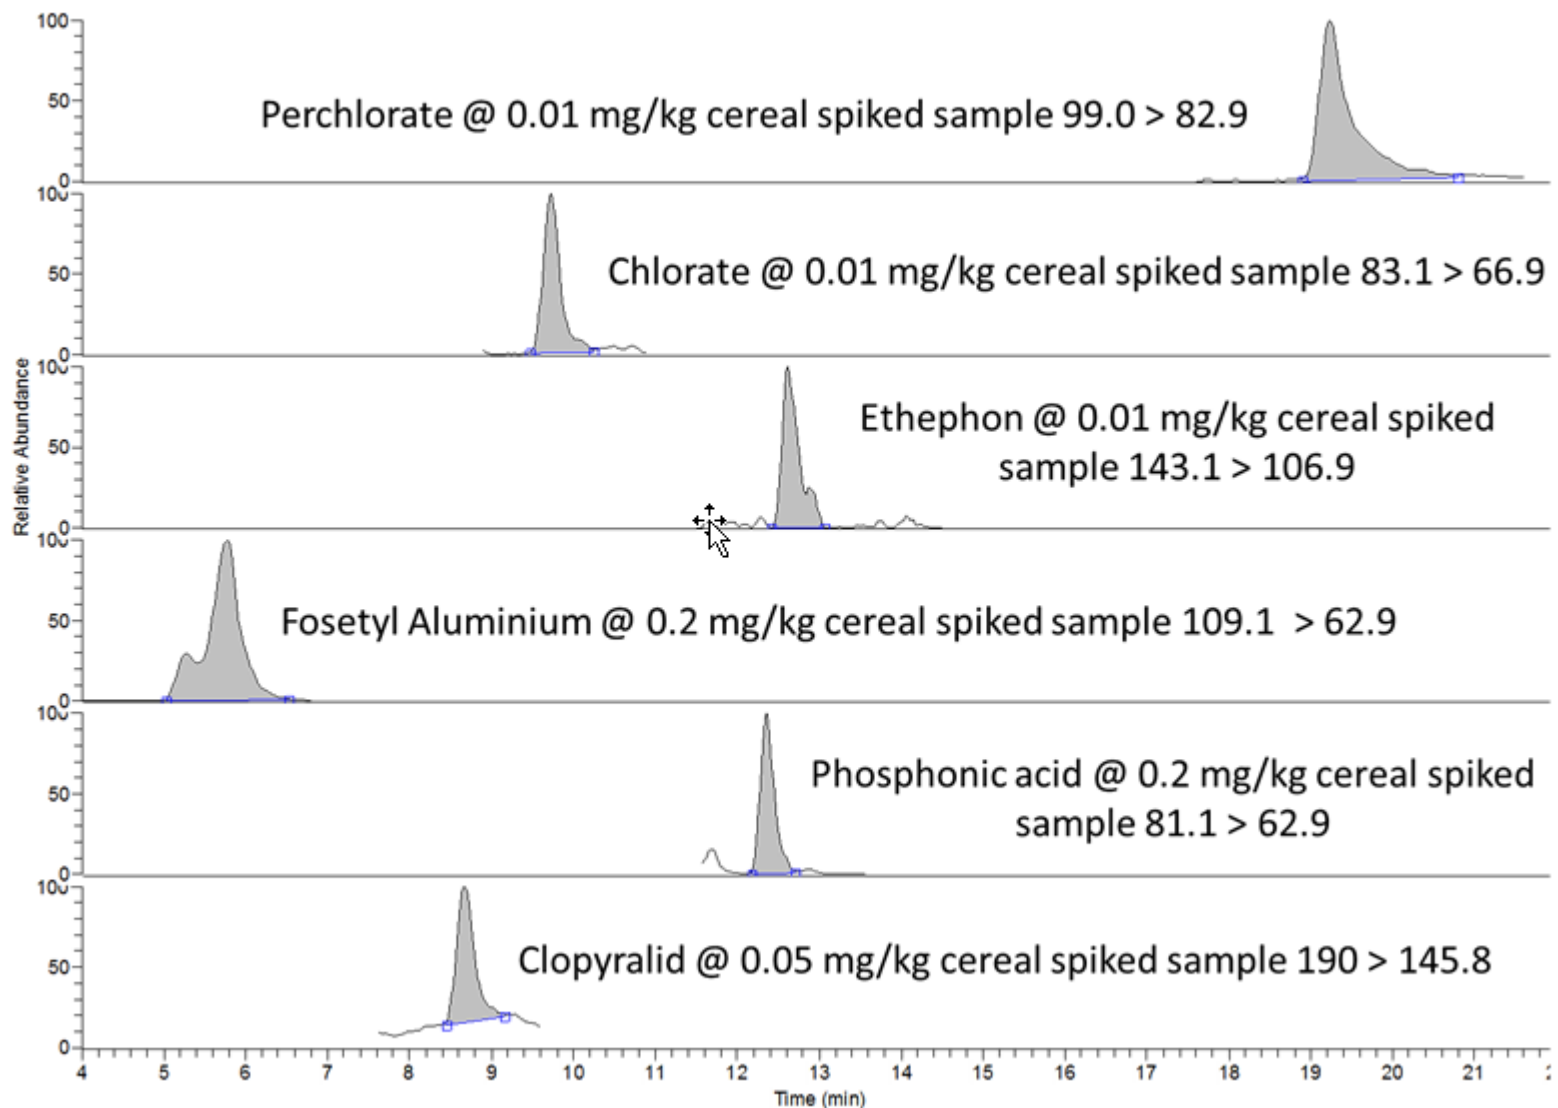 100
50
0
Perchlorate @ 0.01 mg/kg cereal spiked sample 99.0 > 82.9
100
50
0
Chlorate @ 0.01 mg/kg cereal spiked sample 83.1 > 66.9
100
50
0
Ethephon @ 0.01 mg/kg cereal spiked
sample 143.1 > 106.9
Relative Abundance
100
50
0
Fosetyl Aluminium @ 0.2 mg/kg cereal spiked sample 109.1 > 62.9
100
50
0
Phosphonic acid @ 0.2 mg/kg cereal spiked
sample 81.1 > 62.9
100
50
0
Clopyralid @ 0.05 mg/kg cereal spiked sample 190 > 145.8
4 5 6 7 8 9 10 11 12 13 14 15 16 17 18 19 20 21
Time (min)